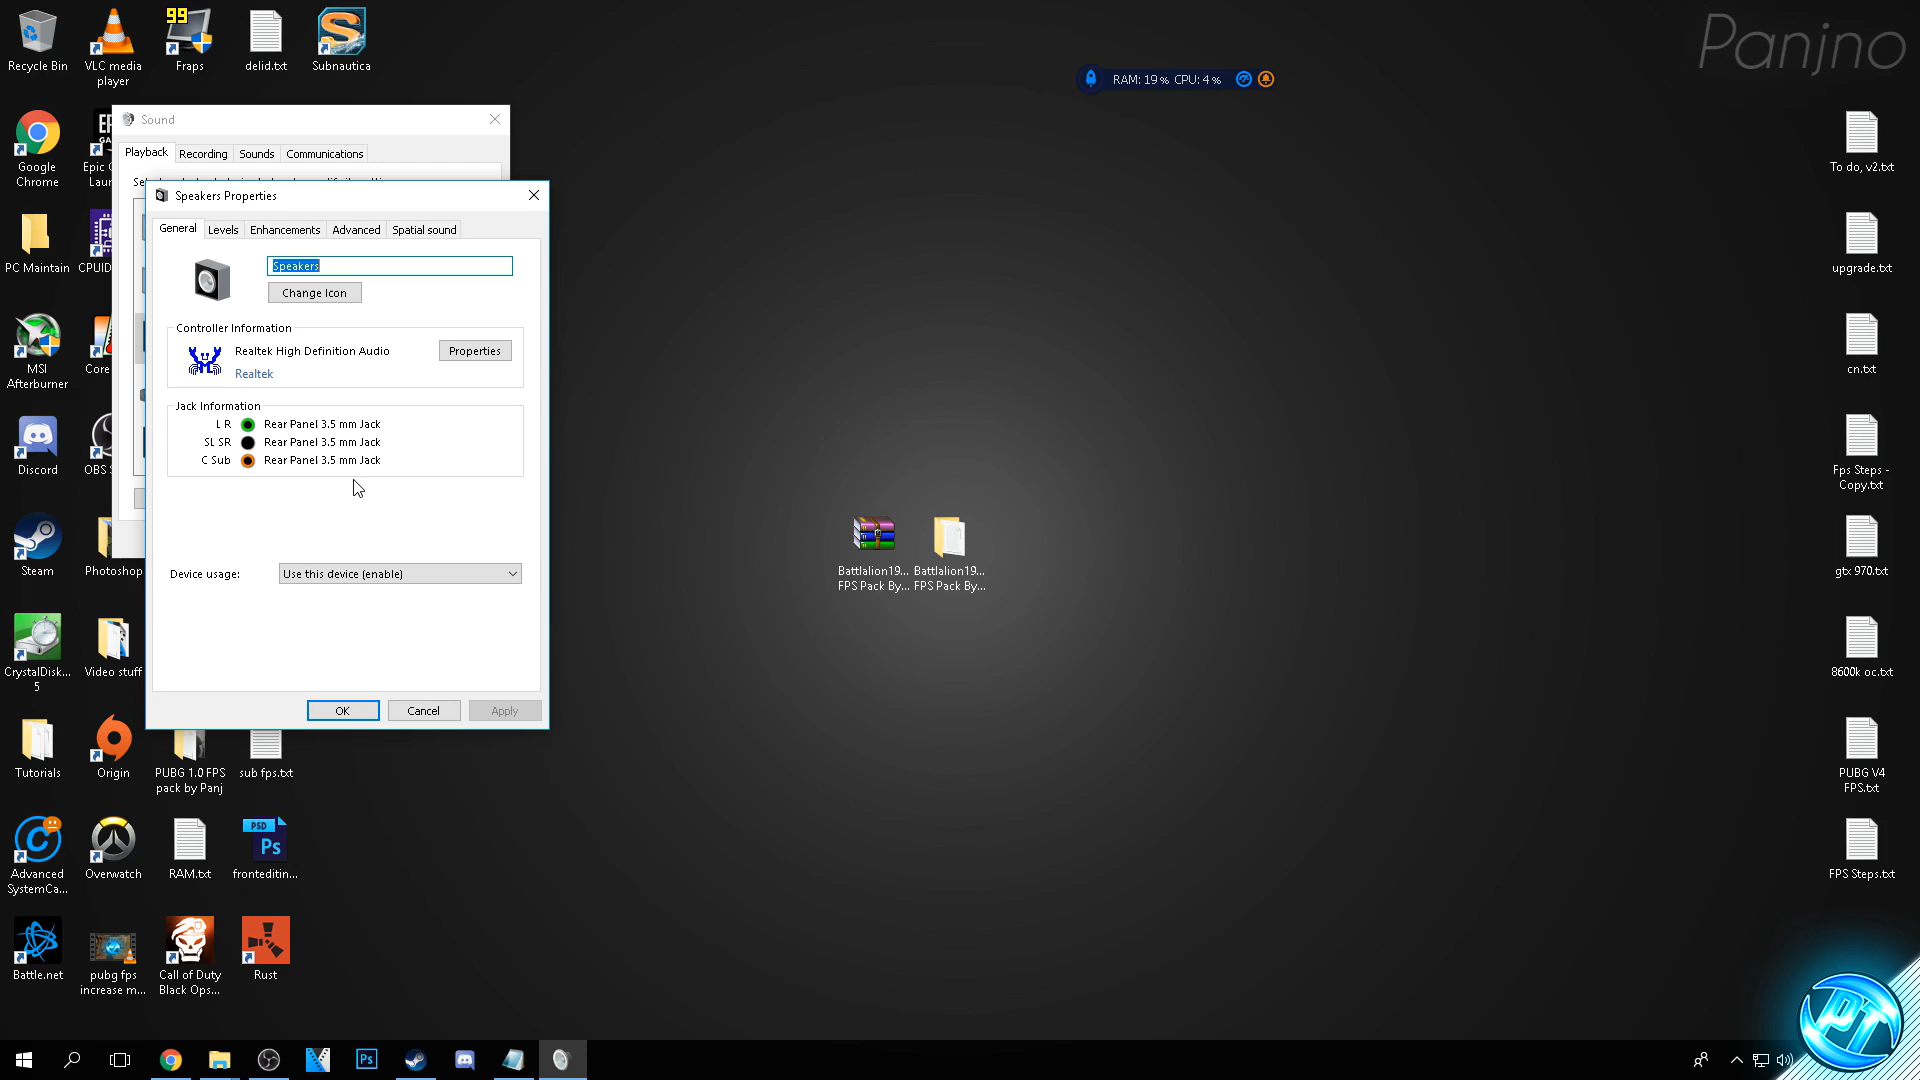 Recycle Bin
VLC media
player
99
Fraps
delid.txt
Subnautica
Panjno
RAM: 19 % CPU: 4 %
Google
Chrome
PC Maintain
CPUID
MSI
Afterburner
Core
Discord
OBS
Steam
Photoshop
CrystalDisk...
5
Video stuff
Tutorials
Origin
PUBG 1.0 FPS
pack by Panj
sub fps.txt
Advanced
SystemCa...
Overwatch
RAM.txt
PSD
Ps
fronteditin...
Battle.net
pubg fps
increase m...
Call of Duty
Black Ops...
Rust
Sound
Playback
Recording
Sounds
Communications
Speakers Properties
General
Levels
Enhancements
Advanced
Spatial sound
Speakers
Change Icon
Controller Information
Realtek High Definition Audio
Properties
Realtek
Jack Information
L R
Rear Panel 3.5 mm Jack
SL SR
Rear Panel 3.5 mm Jack
C Sub
Rear Panel 3.5 mm Jack
Device usage:
Use this device (enable)
OK
Cancel
Apply
Battlalion19...
FPS Pack By...
Battlalion19...
FPS Pack By...
To do, v2.txt
upgrade.txt
cn.txt
Fps Steps -
Copy.txt
gtx 970.txt
8600k oc.txt
PUBG V4
FPS.txt
FPS Steps.txt
Ps
PT